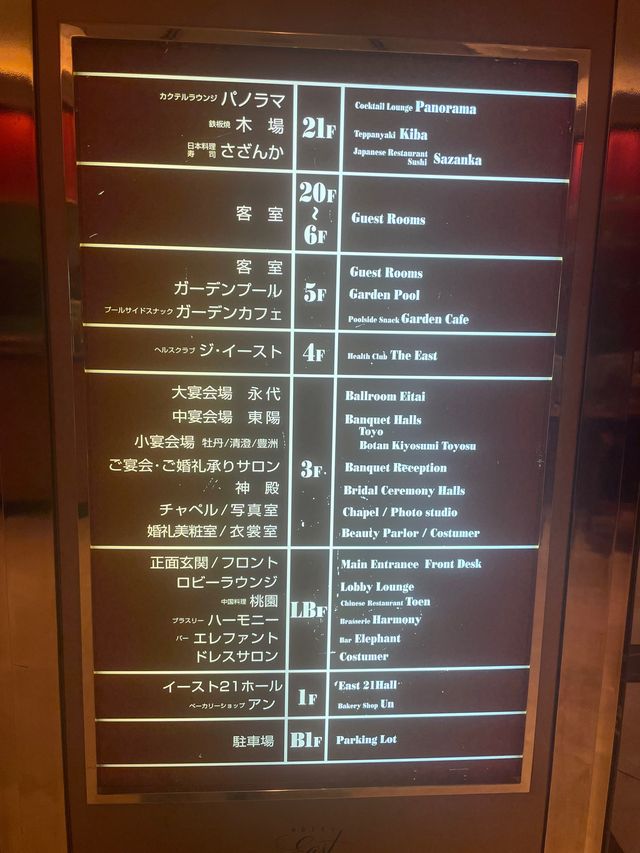 カクテルラウンジ パノラマ 21F Cocktail Lounge Panorama
鉄板焼 木場 Teppanyaki Kiba
日本料理 寿司 さざんか Japanese Restaurant Sushi Sazanka
客室 20F~6F Guest Rooms
客室 5F Guest Rooms
ガーデンプール Garden Pool
プールサイドスナック ガーデンカフェ Poolside Snack Garden Cafe
ヘルスクラブ ジ・イースト 4F Health Club The East
大宴会場 永代 3F Ballroom Eitai
中宴会場 東陽 Banquet Halls Toyo
小宴会場 牡丹/清澄/豊洲 Botan Kiyosumi Toyosu
ご宴会・ご婚礼承りサロン Banquet Reception
神殿 Bridal Ceremony Halls
チャペル/写真室 Chapel / Photo studio
婚礼美粧室/衣裳室 Beauty Parlor / Costumer
正面玄関/フロント LBF Main Entrance Front Desk
ロビーラウンジ Lobby Lounge
中国料理 桃園 Chinese Restaurant Toen
ブラスリー ハーモニー Brasserie Harmony
バー エレファント Bar Elephant
ドレスサロン Costumer
イースト21ホール 1F East 21Hall
ベーカリーショップ アン Bakery Shop Un
駐車場 B1F Parking Lot
East